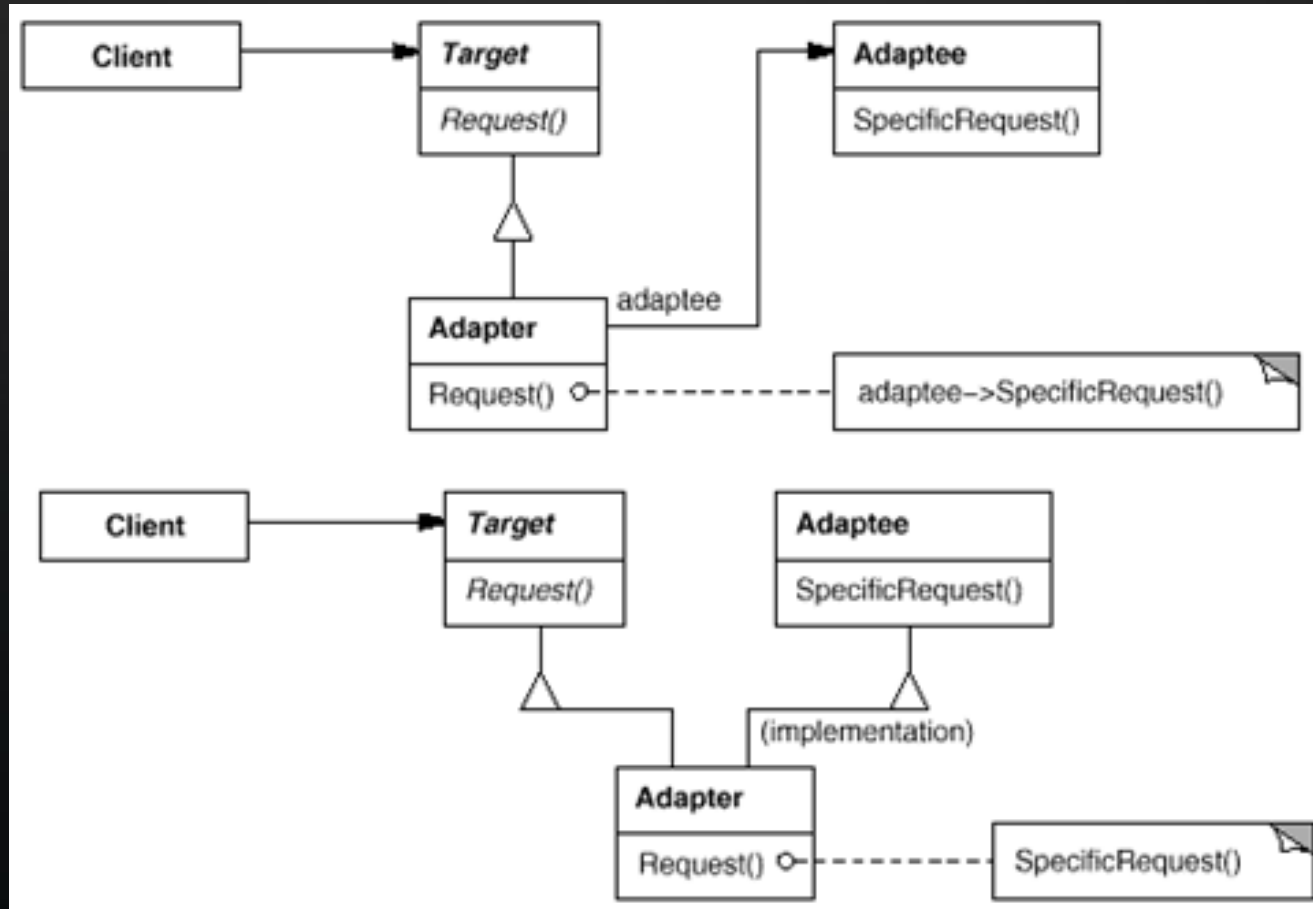 Client
Target
Request()
Adaptee
SpecificRequest()
adaptee
Adapter
Request()
adaptee->SpecificRequest()
Client
Target
Request()
Adaptee
SpecificRequest()
(implementation)
Adapter
Request()
SpecificRequest()